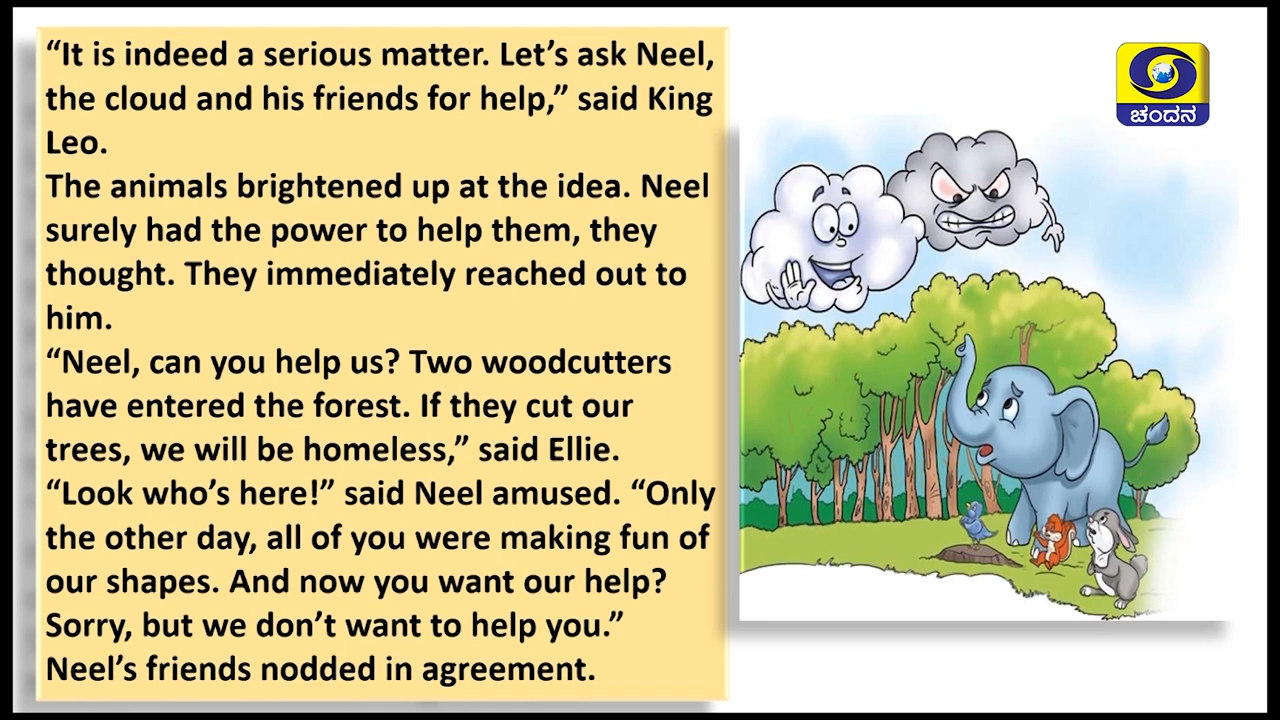 “It is indeed a serious matter. Let’s ask Neel,
the cloud and his friends for help,” said King
Leo.
The animals brightened up at the idea. Neel
surely had the power to help them, they
thought. They immediately reached out to
him.
“Neel, can you help us? Two woodcutters
have entered the forest. If they cut our
trees, we will be homeless,” said Ellie.
“Look who’s here!” said Neel amused. “Only
the other day, all of you were making fun of
our shapes. And now you want our help?
Sorry, but we don’t want to help you.”
Neel’s friends nodded in agreement.
ಚಂದನ